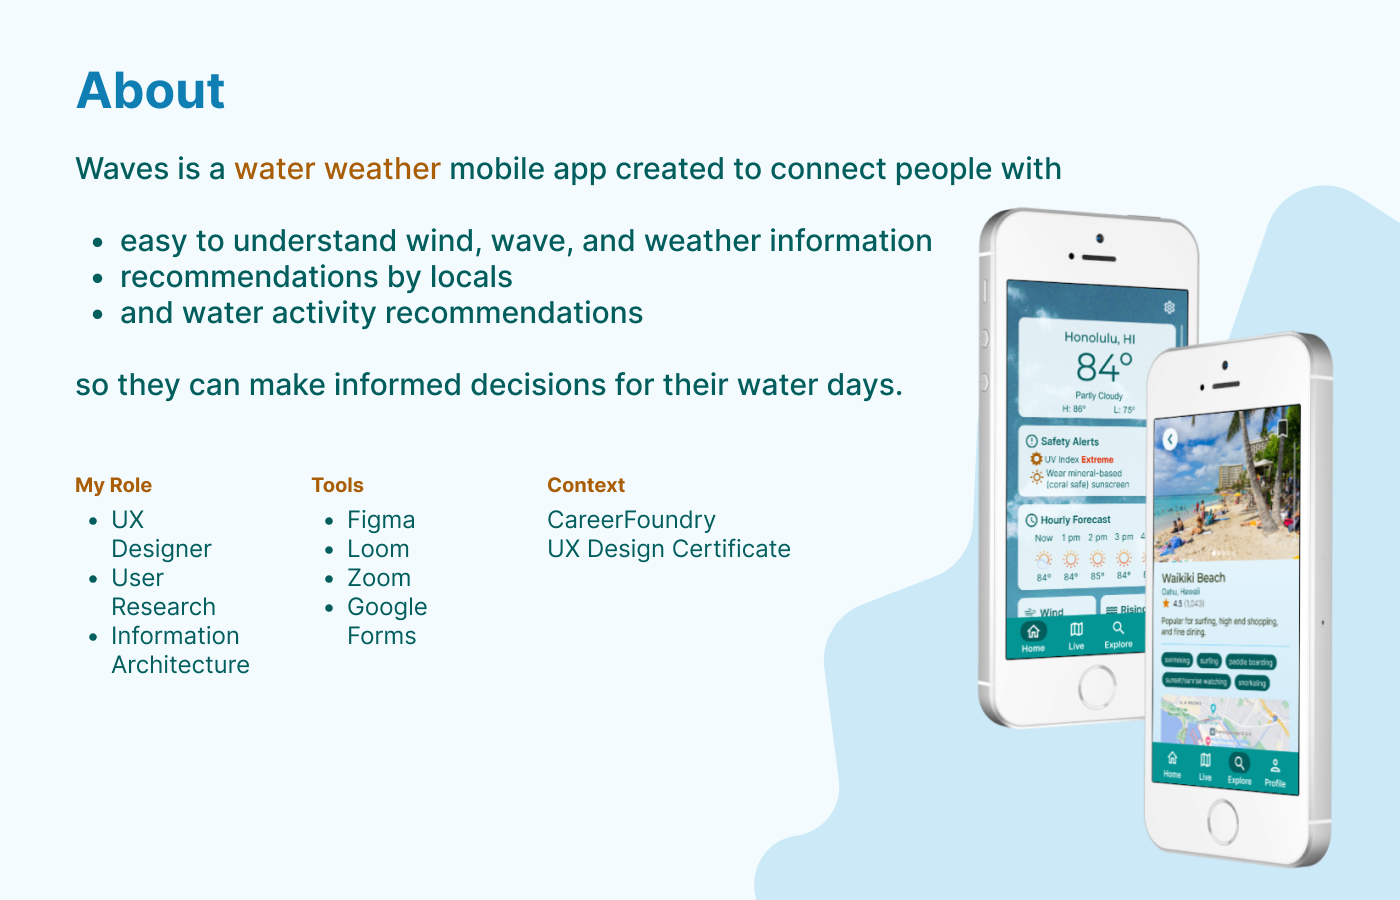 About
Waves is a water weather mobile app created to connect people with
• easy to understand wind, wave, and weather information
• recommendations by locals
• and water activity recommendations
so they can make informed decisions for their water days.
My Role
• UX
Designer
• User
Research
• Information
Architecture
Tools
• Figma
• Loom
• Zoom
• Google
Forms
Context
CareerFoundry
UX Design Certificate
Honolulu, HI
84°
Partly Cloudy
H: 86° L: 75°
Safety Alerts
UV Index Extreme
Wear mineral-based
(coral safe) sunscreen
Hourly Forecast
Now 1 pm 2 pm 3 pm 4
84° 84° 85° 84°
Wind
Rising
Home Live Explore
Waikiki Beach
Oahu, Hawaii
4.5 (1,043)
Popular for surfing, high end shopping,
and fine dining.
swimming surfing paddle boarding
sunset/sunrise watching snorkeling
Home Live Explore Profile